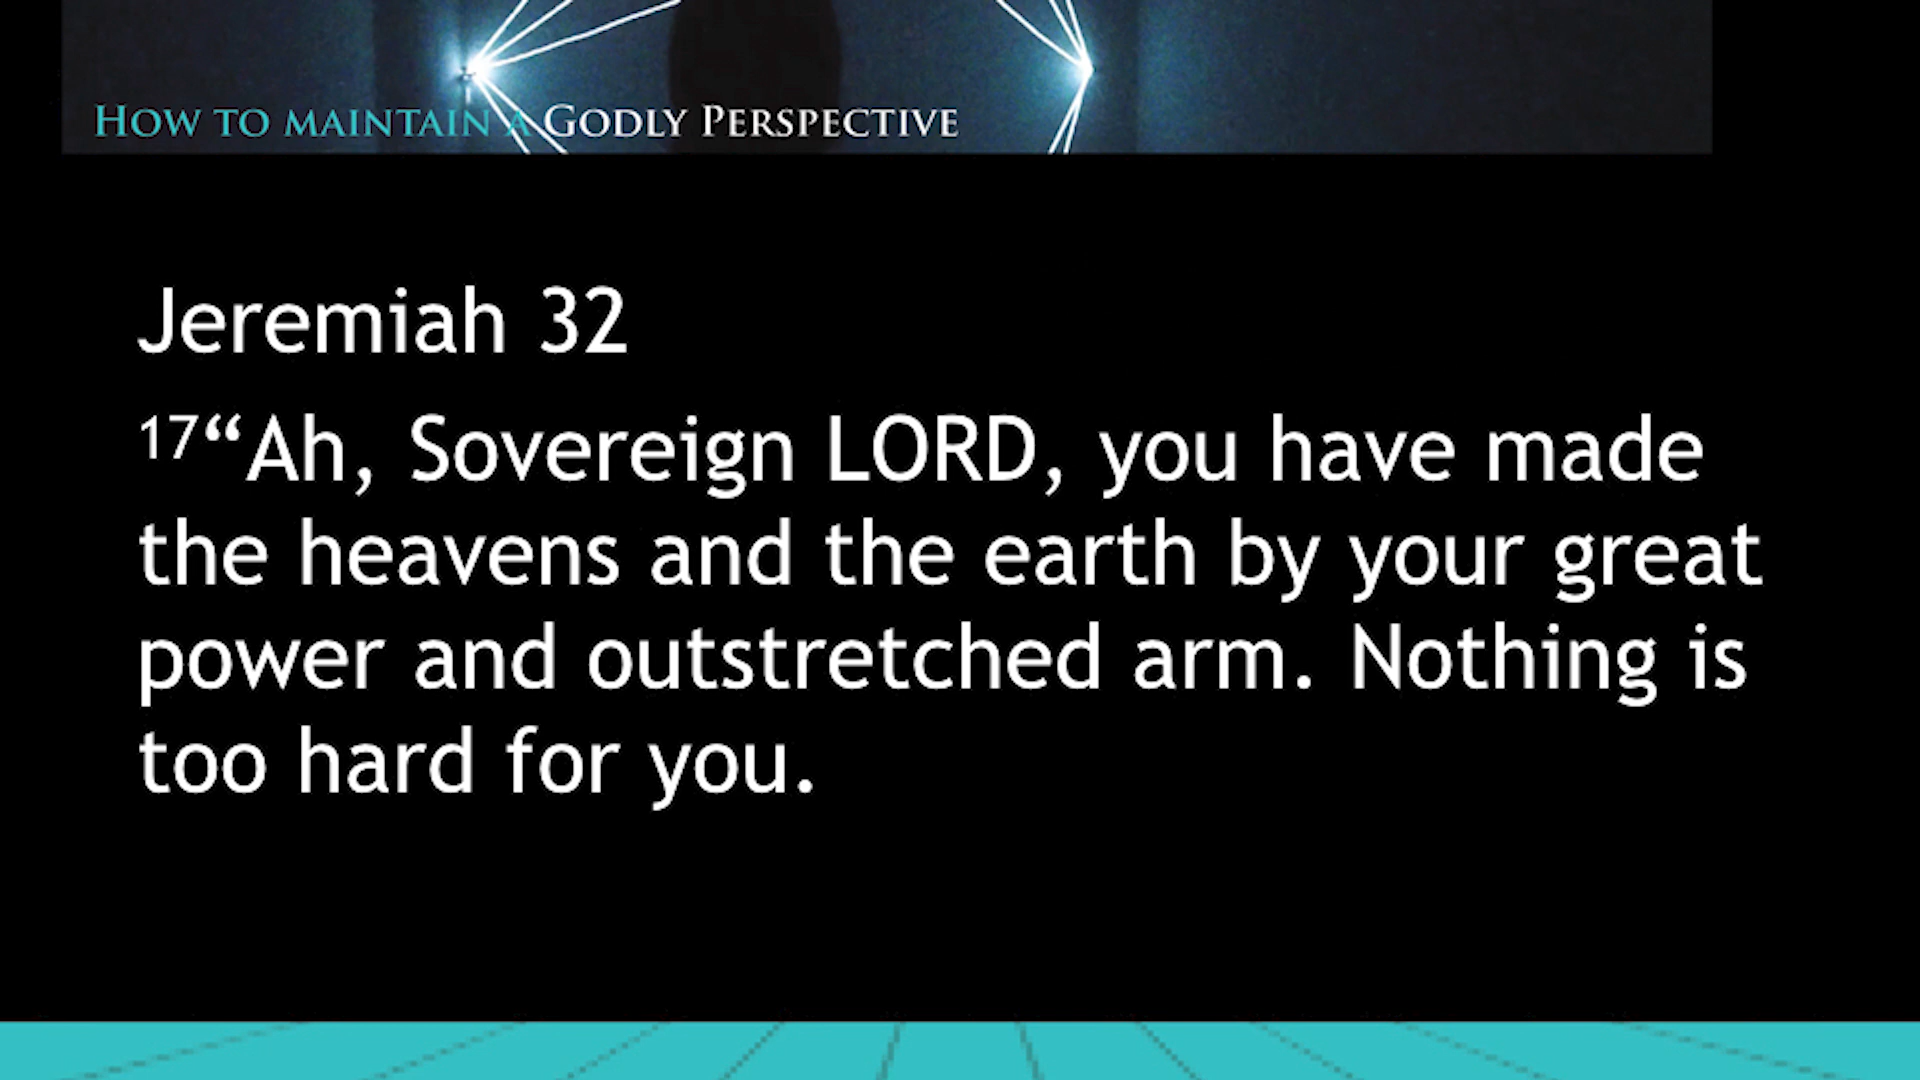 How to maintain a Godly Perspective
Jeremiah 32
17“Ah, Sovereign LORD, you have made
the heavens and the earth by your great
power and outstretched arm. Nothing is
too hard for you.